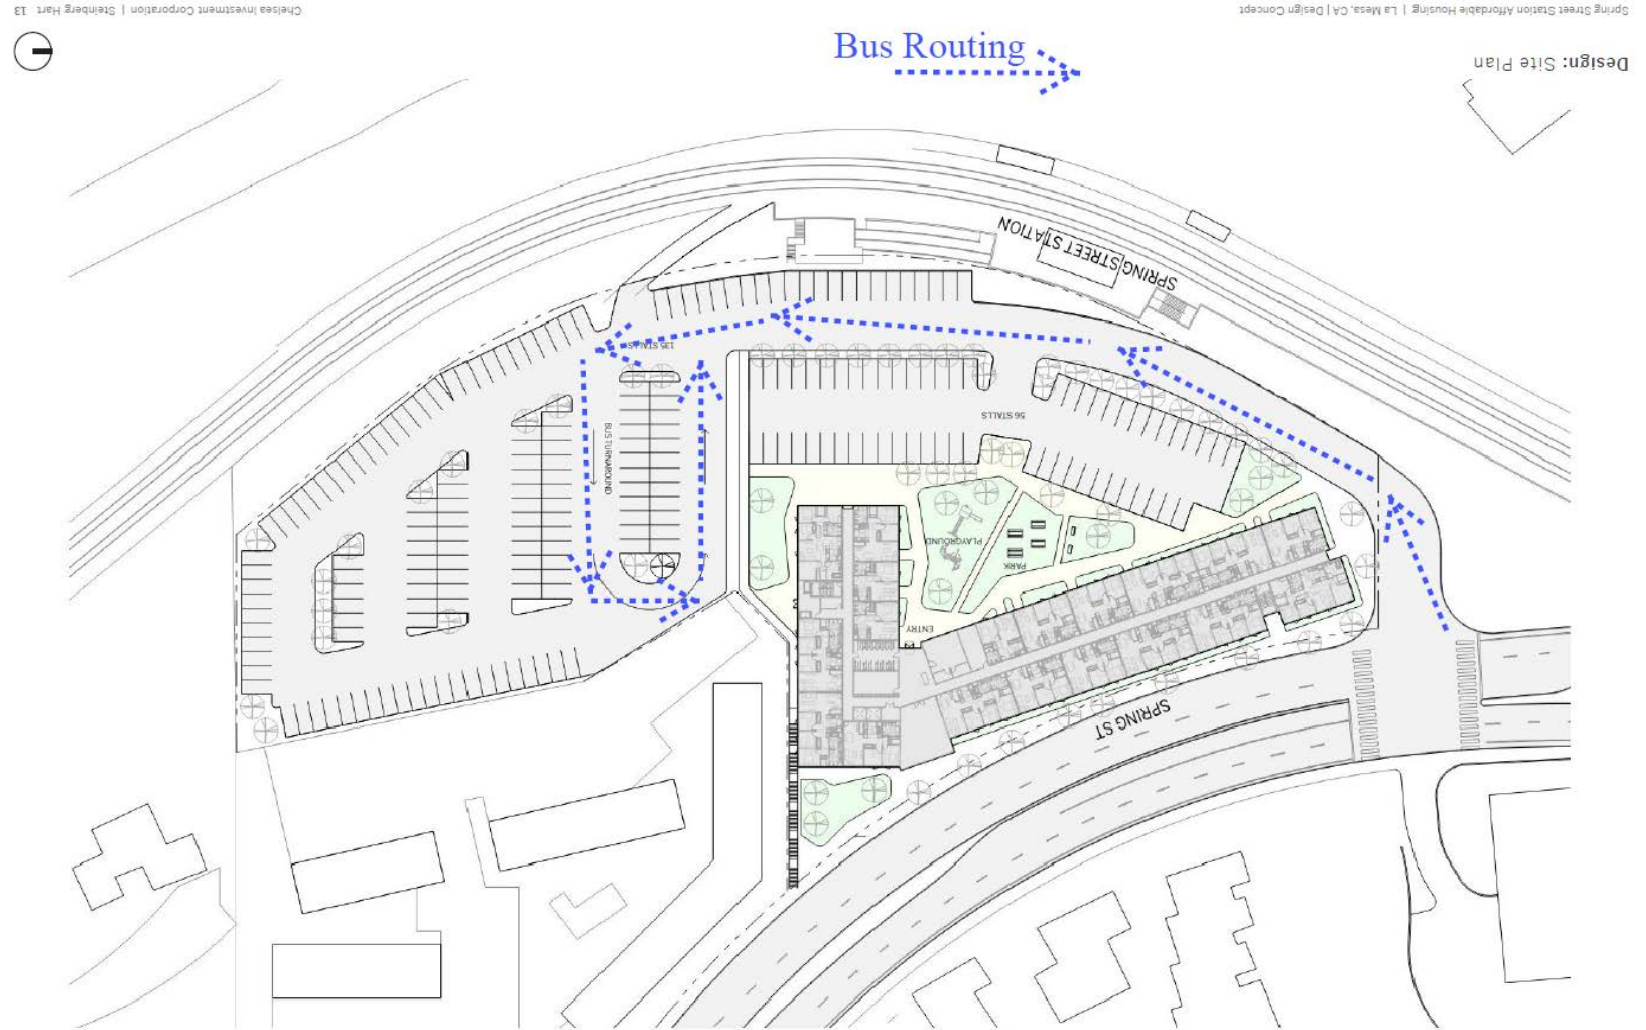 Chelsea Investment Corporation | Steinberg Hart 13
Spring Street Station Affordable Housing | La Mesa, CA | Design Concept
Bus Routing
Design: Site Plan
SPRING STREET STATION
135 STALLS
56 STALLS
BUS TURNAROUND
PLAYGROUND
PARK
ENTRY
SPRING ST